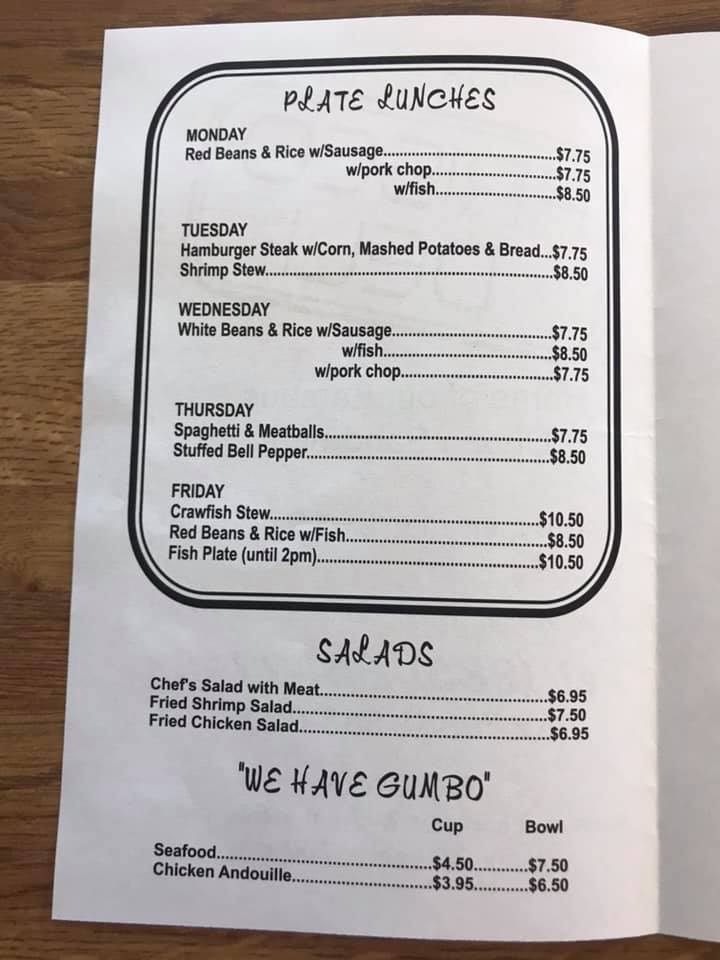 PLATE LUNCHES
MONDAY
Red Beans & Rice w/Sausage...$7.75
w/pork chop...$7.75
w/fish...$8.50
TUESDAY
Hamburger Steak w/Corn, Mashed Potatoes & Bread...$7.75
Shrimp Stew...$8.50
WEDNESDAY
White Beans & Rice w/Sausage...$7.75
w/fish...$8.50
w/pork chop...$7.75
THURSDAY
Spaghetti & Meatballs...$7.75
Stuffed Bell Pepper...$8.50
FRIDAY
Crawfish Stew...$10.50
Red Beans & Rice w/Fish...$8.50
Fish Plate (until 2pm)...$10.50
SALADS
Chef's Salad with Meat...$6.95
Fried Shrimp Salad...$7.50
Fried Chicken Salad...$6.95
"WE HAVE GUMBO"
Cup Bowl
Seafood...$4.50...$7.50
Chicken Andouille...$3.95...$6.50